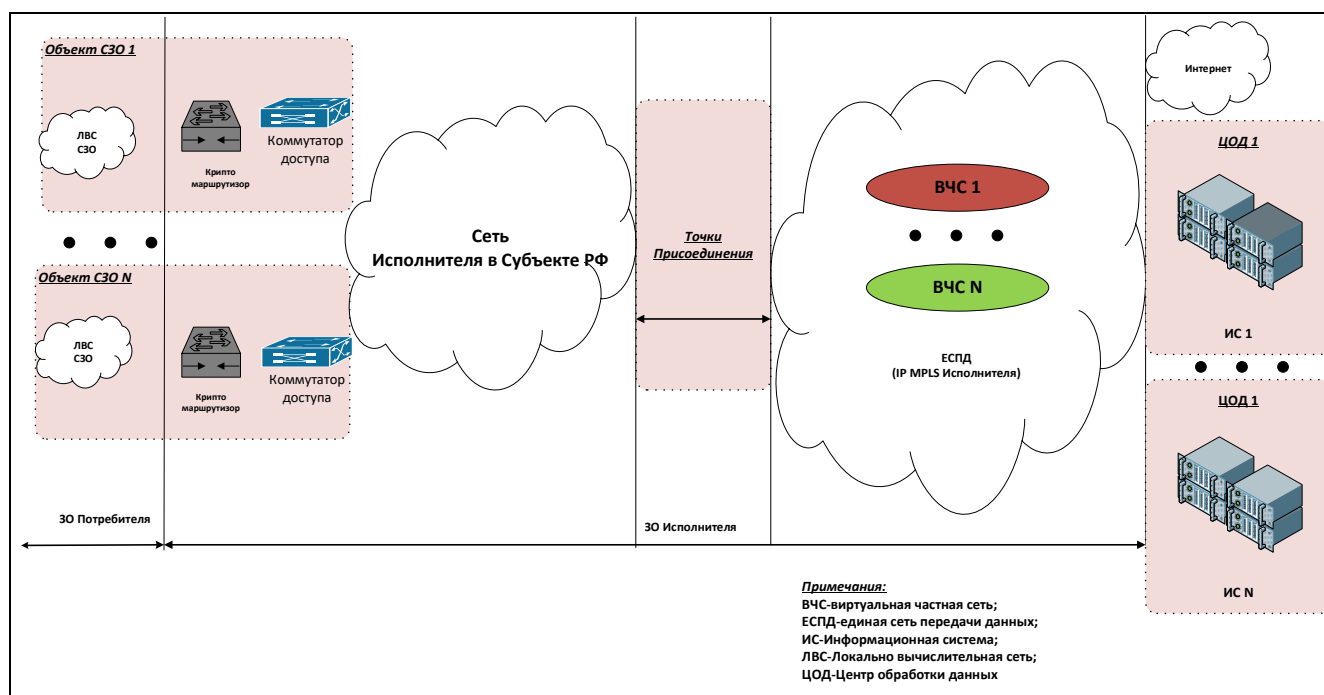 Объект СЗО 1
ЛВС
СЗО
Крипто
маршрутизор
Коммутатор
доступа
Объект СЗО N
ЛВС
СЗО
Крипто
маршрутизор
Коммутатор
доступа
Сеть
Исполнителя в Субъекте РФ
Точки
Присоединения
ВЧС 1
ВЧС N
ЕСПД
(IP MPLS Исполнителя)
Интернет
ЦОД 1
ИС 1
ЦОД 1
ИС N
ЗО Потребителя
ЗО Исполнителя
Примечания:
ВЧС-виртуальная частная сеть;
ЕСПД-единая сеть передачи данных;
ИС-Информационная система;
ЛВС-Локально вычислительная сеть;
ЦОД-Центр обработки данных